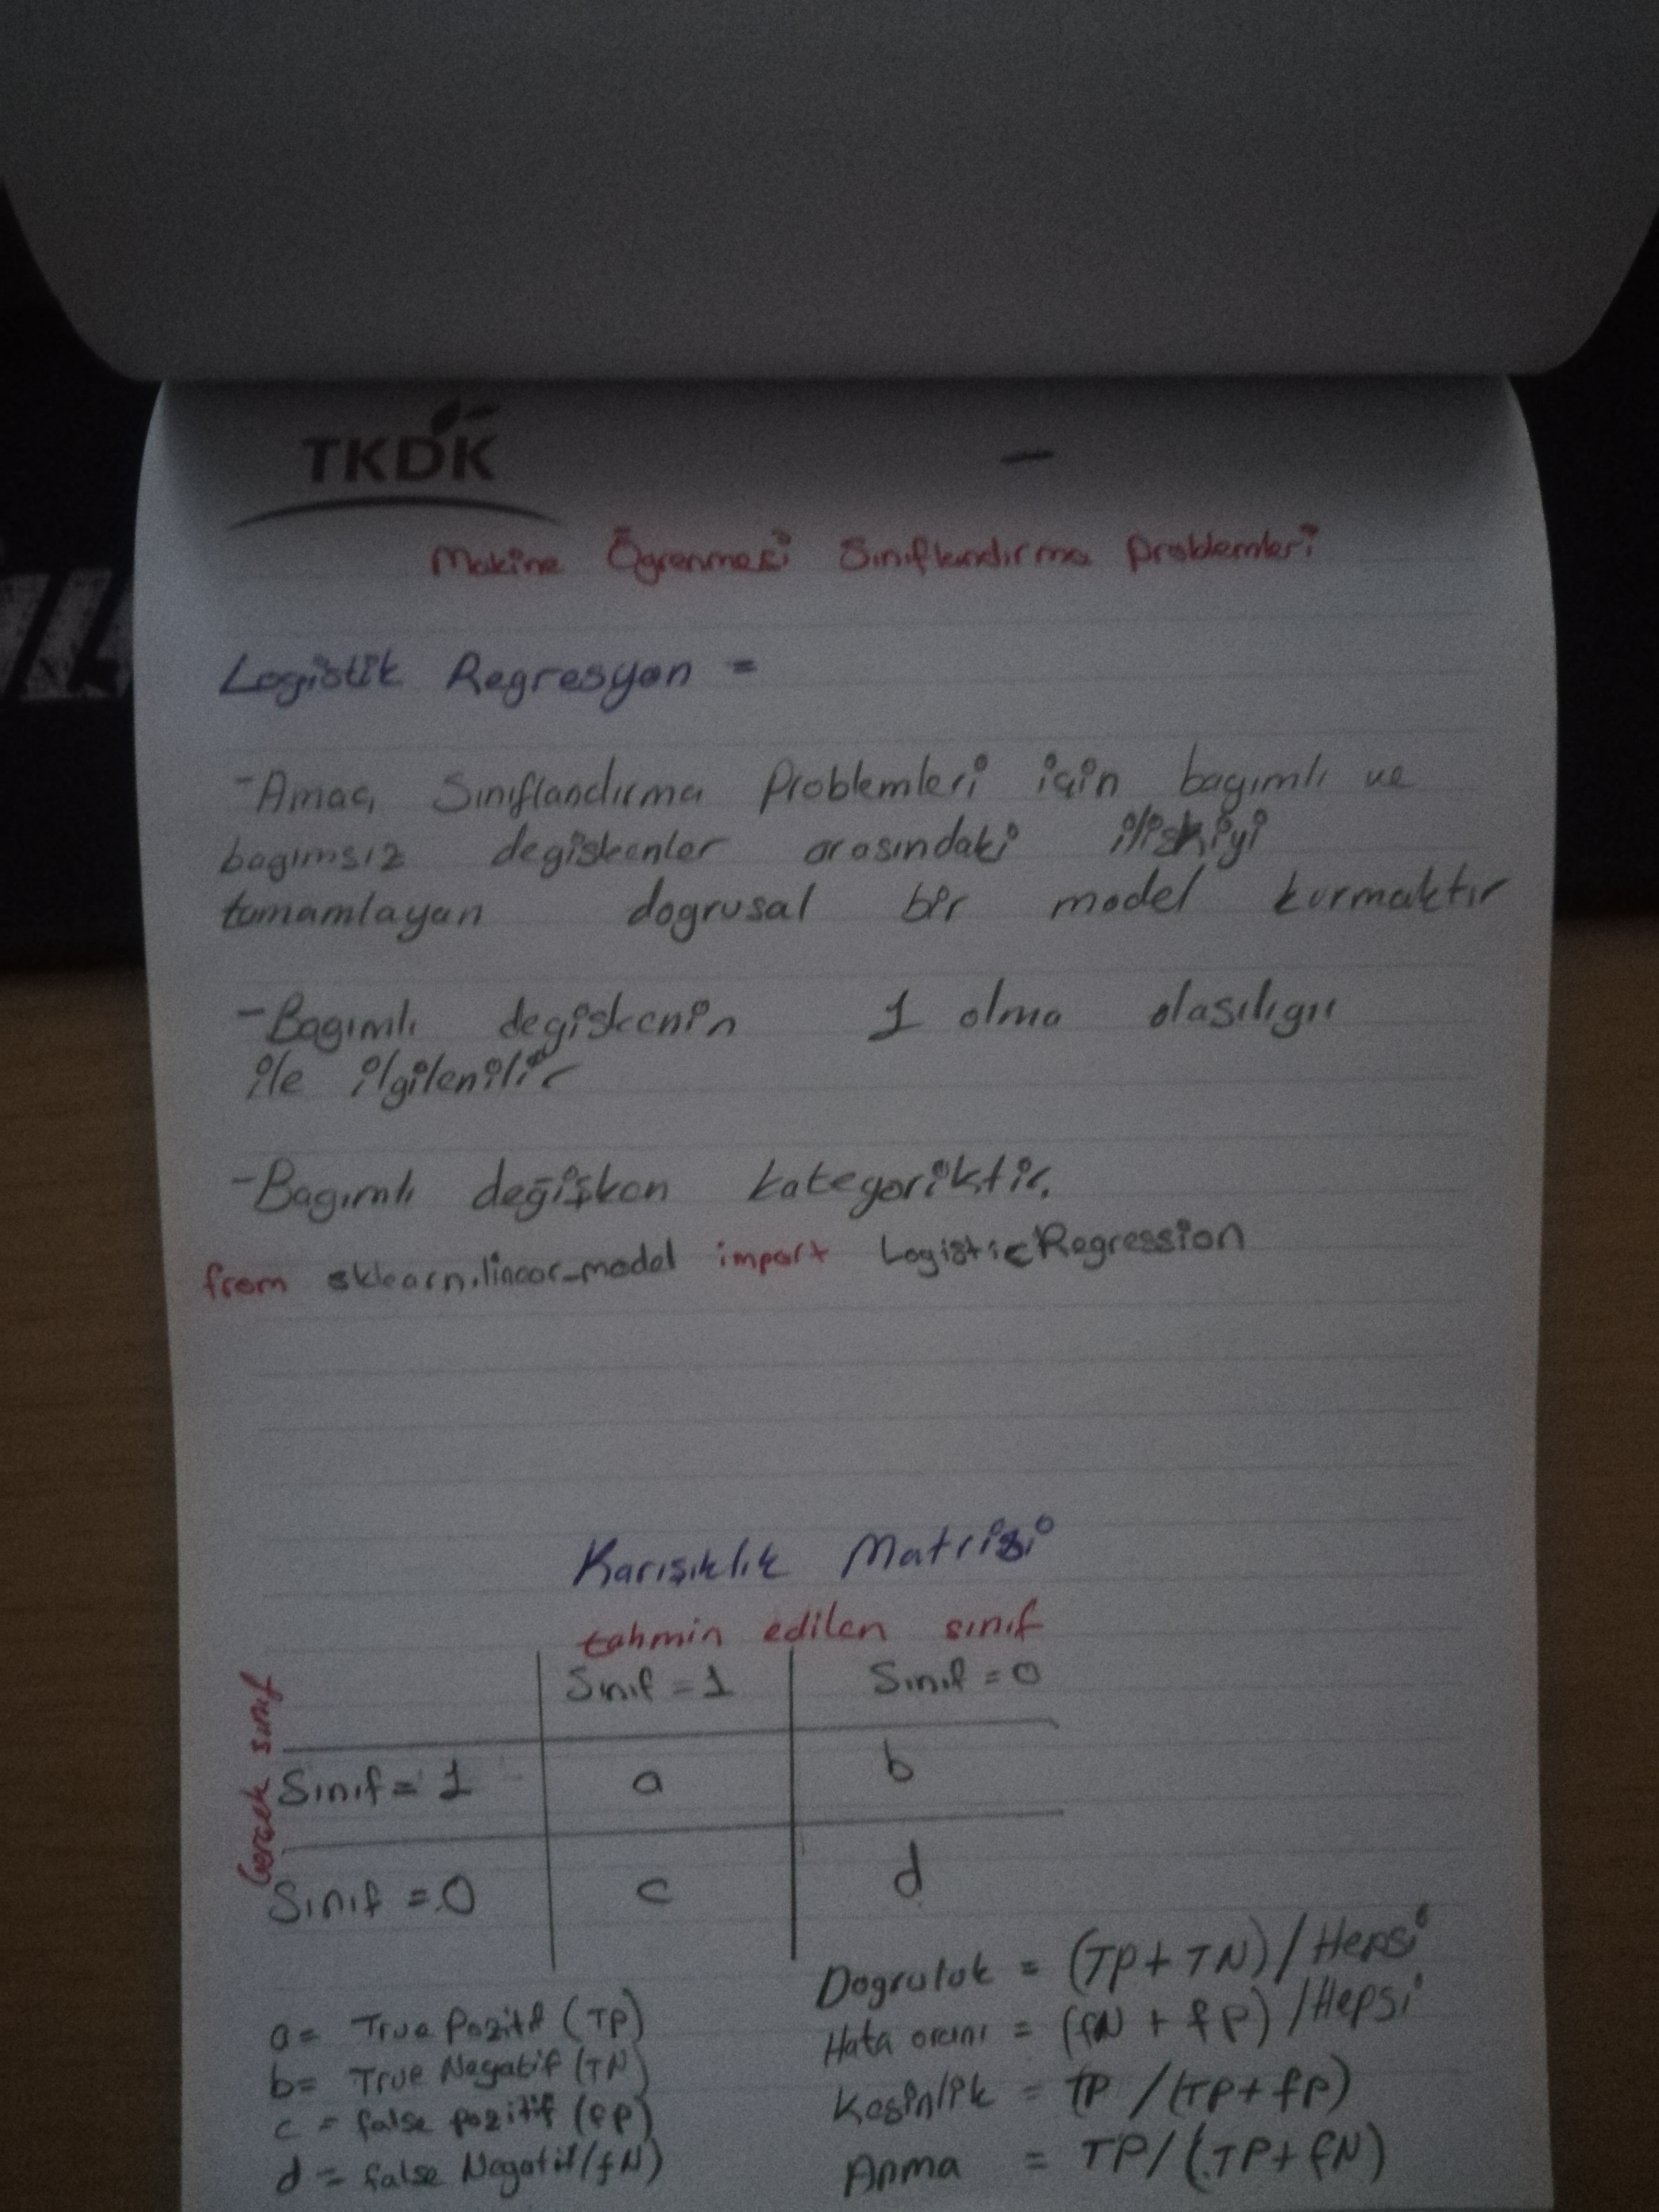 TKDK
Makine Ögrenmesi Sınıflandırma Problemleri
Logistik Regresyon =
-Amaç Sınıflandırma Problemleri için bagımlı ve
bagımsız degiskenler arasındaki iliskiyi
tamamlayan dogrusal bir model kurmaktır
-Bagımlı degiskenin 1 olma olasılıgı
ile ilgilenilir
-Bagımlı değişken kategoriktir.
from sklearn.linear_model import LogisticRegression
Karışıklık Matrisi
tahmin edilen sınıf
Sınıf = 1 Sınıf = 0
Gercek sınıf
Sınıf = 1 a b
Sınıf = 0 c d
Dogruluk = (TP + TN) / Hepsi
Hata oranı = (fN + fP) / Hepsi
Kesinlik = TP / (TP + fP)
Anma = TP / (TP + fN)
a = True Pozitif (TP)
b = True Negatif (TN)
c = false pozitif (fP)
d = false Negatif (fN)